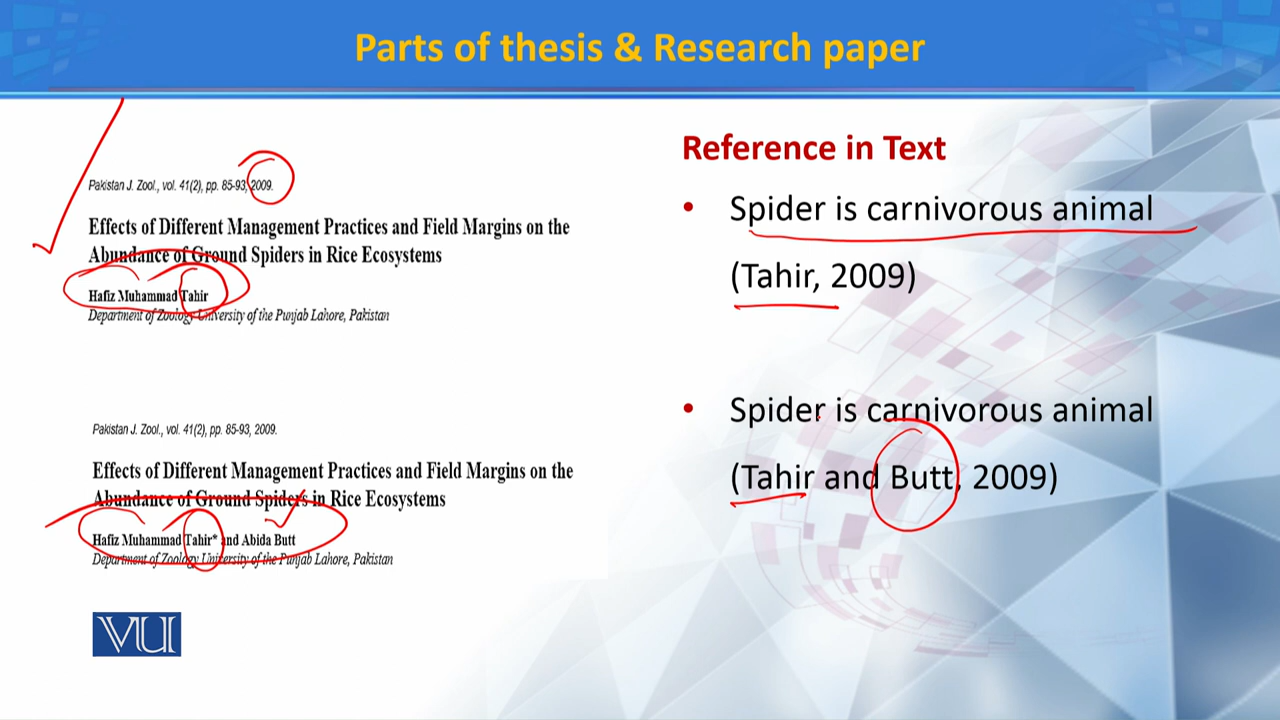 Parts of thesis & Research paper
Pakistan J. Zool., vol. 41(2), pp. 85-93, 2009.
Effects of Different Management Practices and Field Margins on the
Abundance of Ground Spiders in Rice Ecosystems
Hafiz Muhammad Tahir
Department of Zoology University of the Punjab Lahore, Pakistan
Pakistan J. Zool., vol. 41(2), pp. 85-93, 2009.
Effects of Different Management Practices and Field Margins on the
Abundance of Ground Spiders in Rice Ecosystems
Hafiz Muhammad Tahir* and Abida Butt
Department of Zoology University of the Punjab Lahore, Pakistan
VU
Reference in Text
• Spider is carnivorous animal
(Tahir, 2009)
• Spider is carnivorous animal
(Tahir and Butt, 2009)